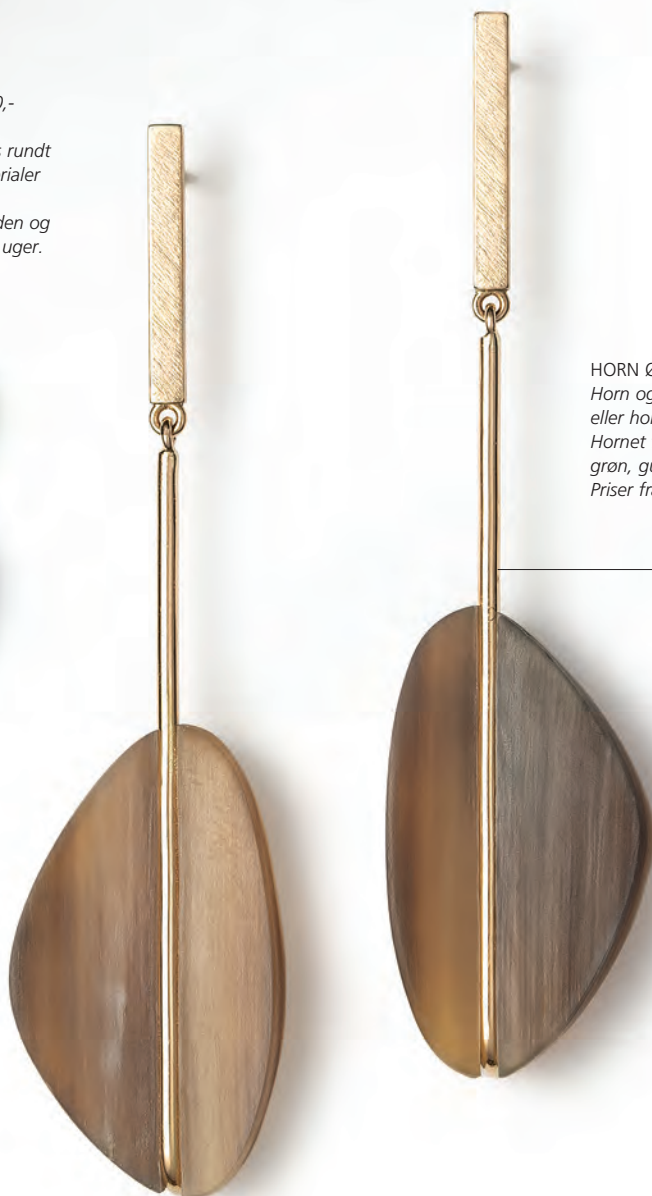 0,-
rundt
rialer
den og
uger.
HORN Ø
Horn og
eller hor
Hornet
grøn, gu
Priser fra